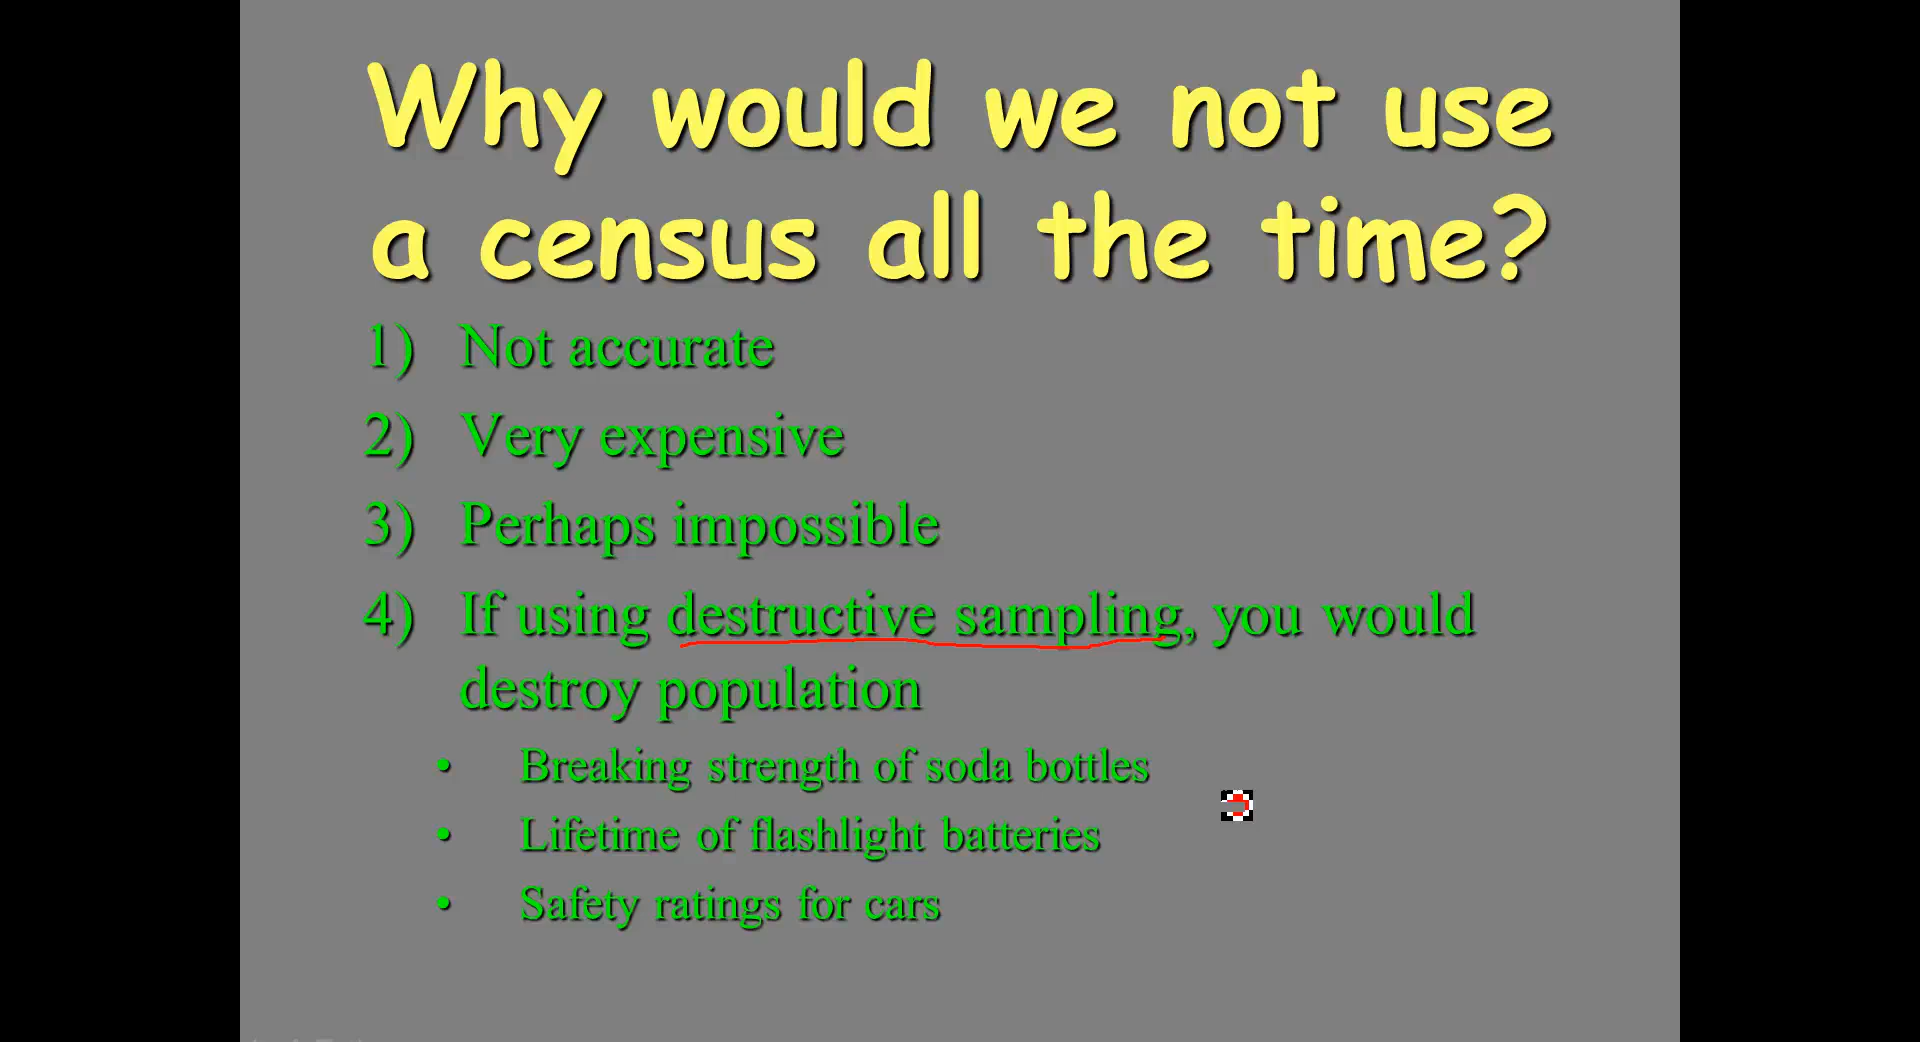 Why would we not use
a census all the time?
1) Not accurate
2) Very expensive
3) Perhaps impossible
4) If using destructive sampling, you would
destroy population
• Breaking strength of soda bottles
• Lifetime of flashlight batteries
• Safety ratings for cars